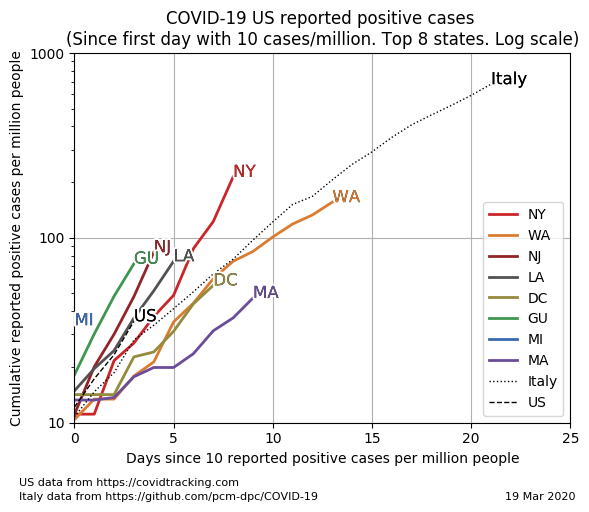 COVID-19 US reported positive cases
(Since first day with 10 cases/million. Top 8 states. Log scale)
Cumulative reported positive cases per million people
1000
100
10
Italy
NY
WA
NJ
GU
LA
DC
MA
MI
US
NY
WA
NJ
LA
DC
GU
MI
MA
Italy
US
0 5 10 15 20 25
Days since 10 reported positive cases per million people
US data from https://covidtracking.com
Italy data from https://github.com/pcm-dpc/COVID-19 19 Mar 2020